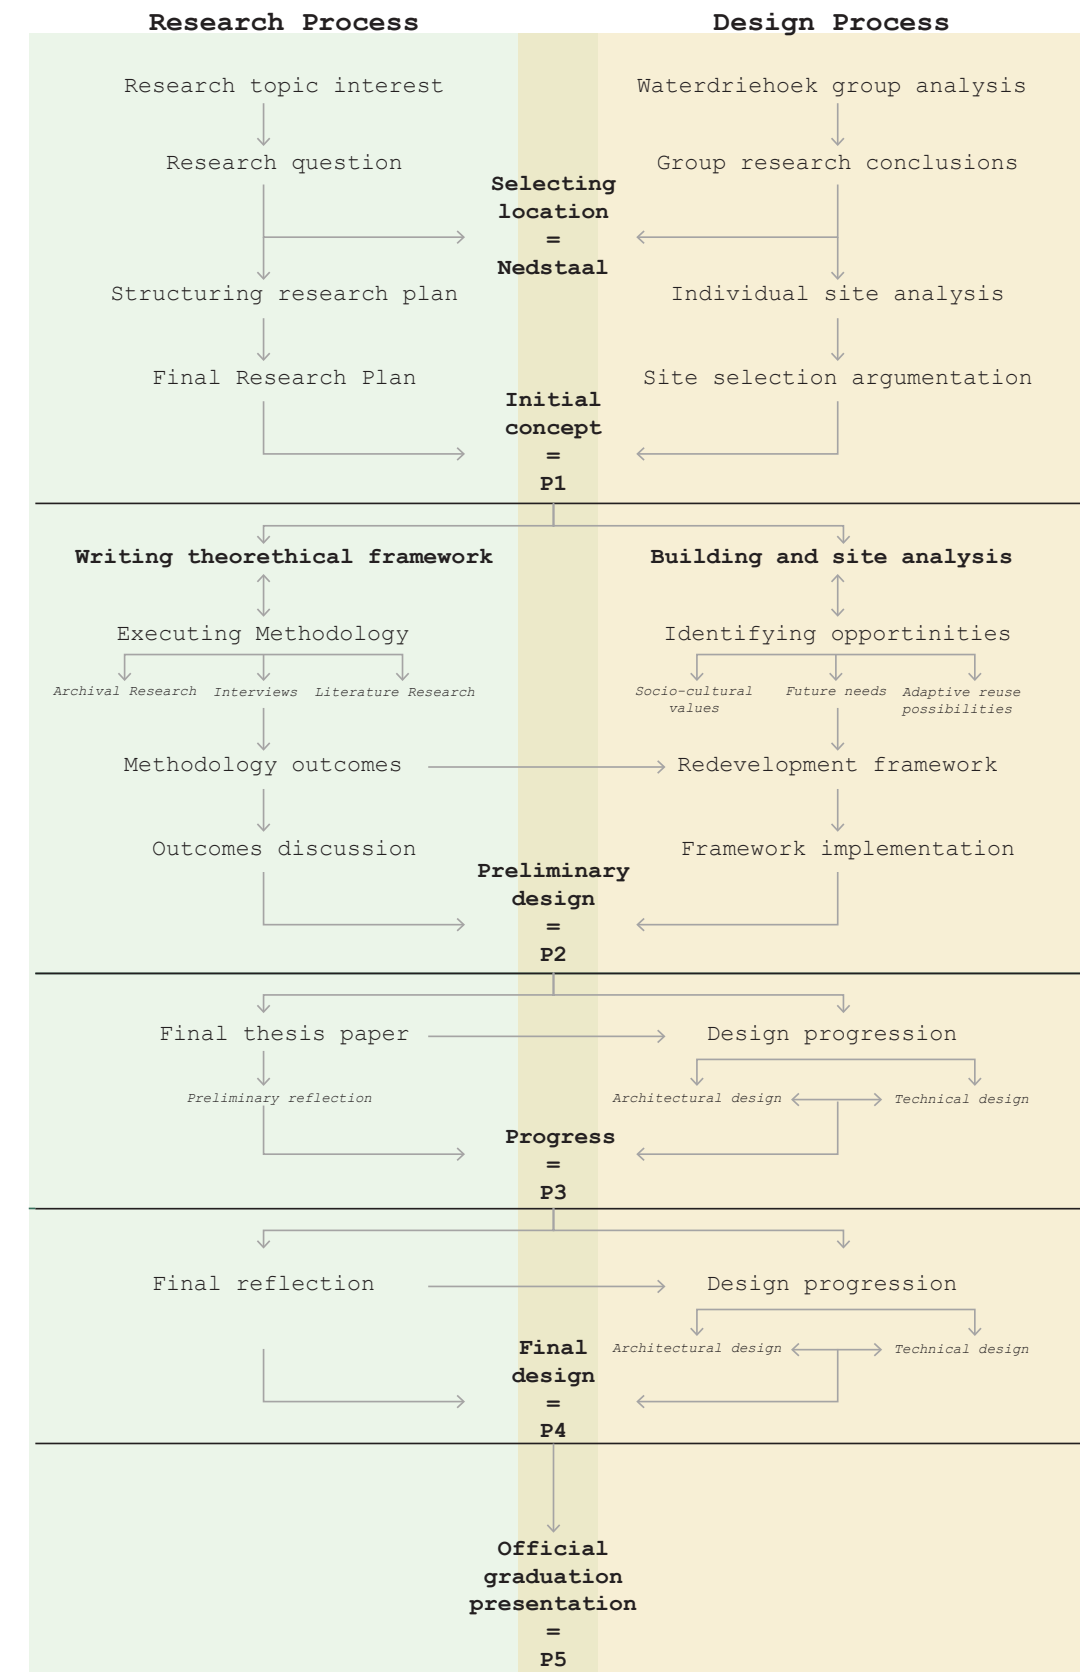 Research Process
Design Process
Research topic interest
Waterdriehoek group analysis
Research question
Group research conclusions
Selecting
location
=
Nedstaal
Structuring research plan
Individual site analysis
Final Research Plan
Site selection argumentation
Initial
concept
=
P1
Writing theorethical framework
Building and site analysis
Executing Methodology
Identifying opportinities
Archival Research
Interviews
Literature Research
Socio-cultural
values
Future needs
Adaptive reuse
possibilities
Methodology outcomes
Redevelopment framework
Outcomes discussion
Framework implementation
Preliminary
design
=
P2
Final thesis paper
Design progression
Preliminary reflection
Architectural design
Technical design
Progress
=
P3
Final reflection
Design progression
Architectural design
Technical design
Final
design
=
P4
Official
graduation
presentation
=
P5